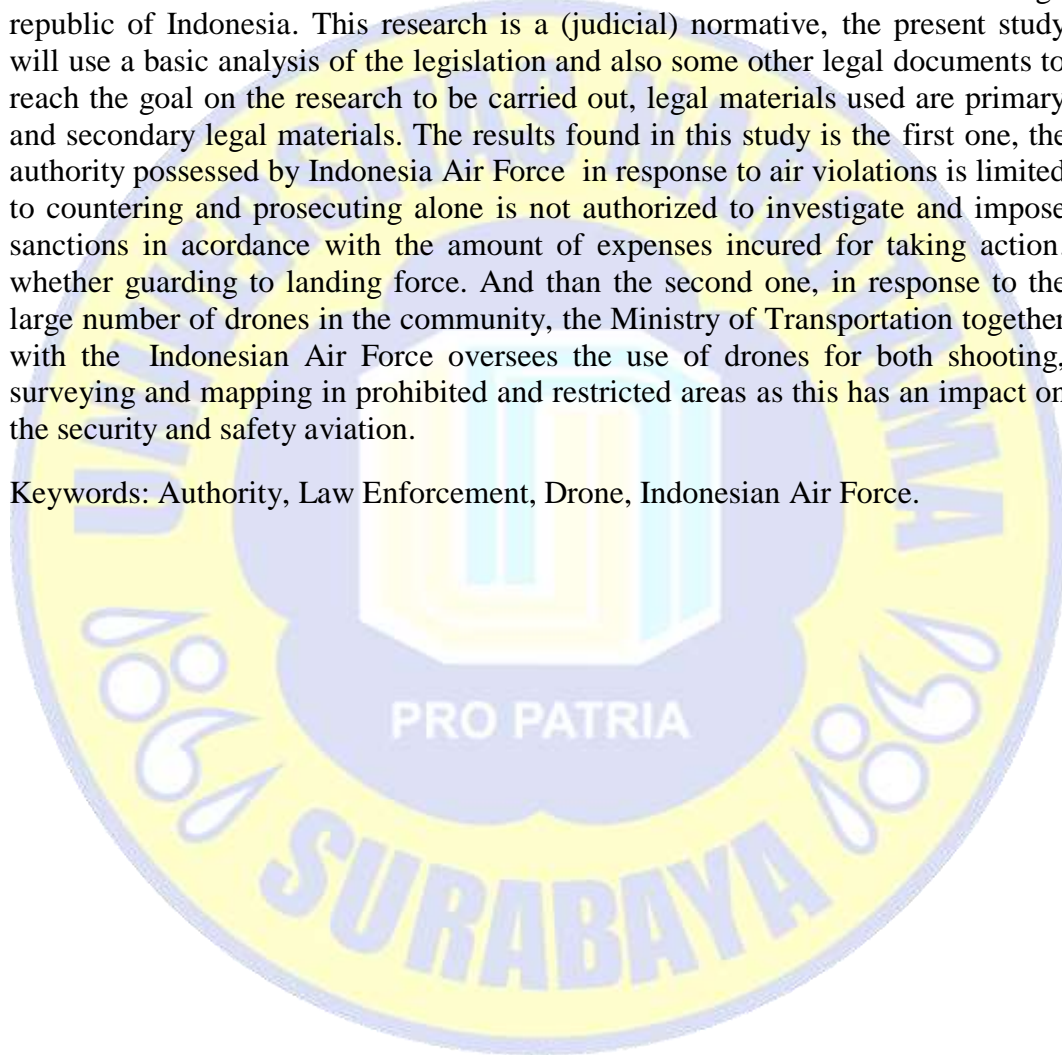 republic of Indonesia. This research is a (judicial) normative, the present study
will use a basic analysis of the legislation and also some other legal documents to
reach the goal on the research to be carried out, legal materials used are primary
and secondary legal materials. The results found in this study is the first one, the
authority possessed by Indonesia Air Force in response to air violations is limited
to countering and prosecuting alone is not authorized to investigate and impose
sanctions in acordance with the amount of expenses incured for taking action.
whether guarding to landing force. And than the second one, in response to the
large number of drones in the community, the Ministry of Transportation together
with the Indonesian Air Force oversees the use of drones for both shooting,
surveying and mapping in prohibited and restricted areas as this has an impact on
the security and safety aviation.
Keywords: Authority, Law Enforcement, Drone, Indonesian Air Force.
UNIVERSITAS NAROTAMA
PRO PATRIA
SURABAYA